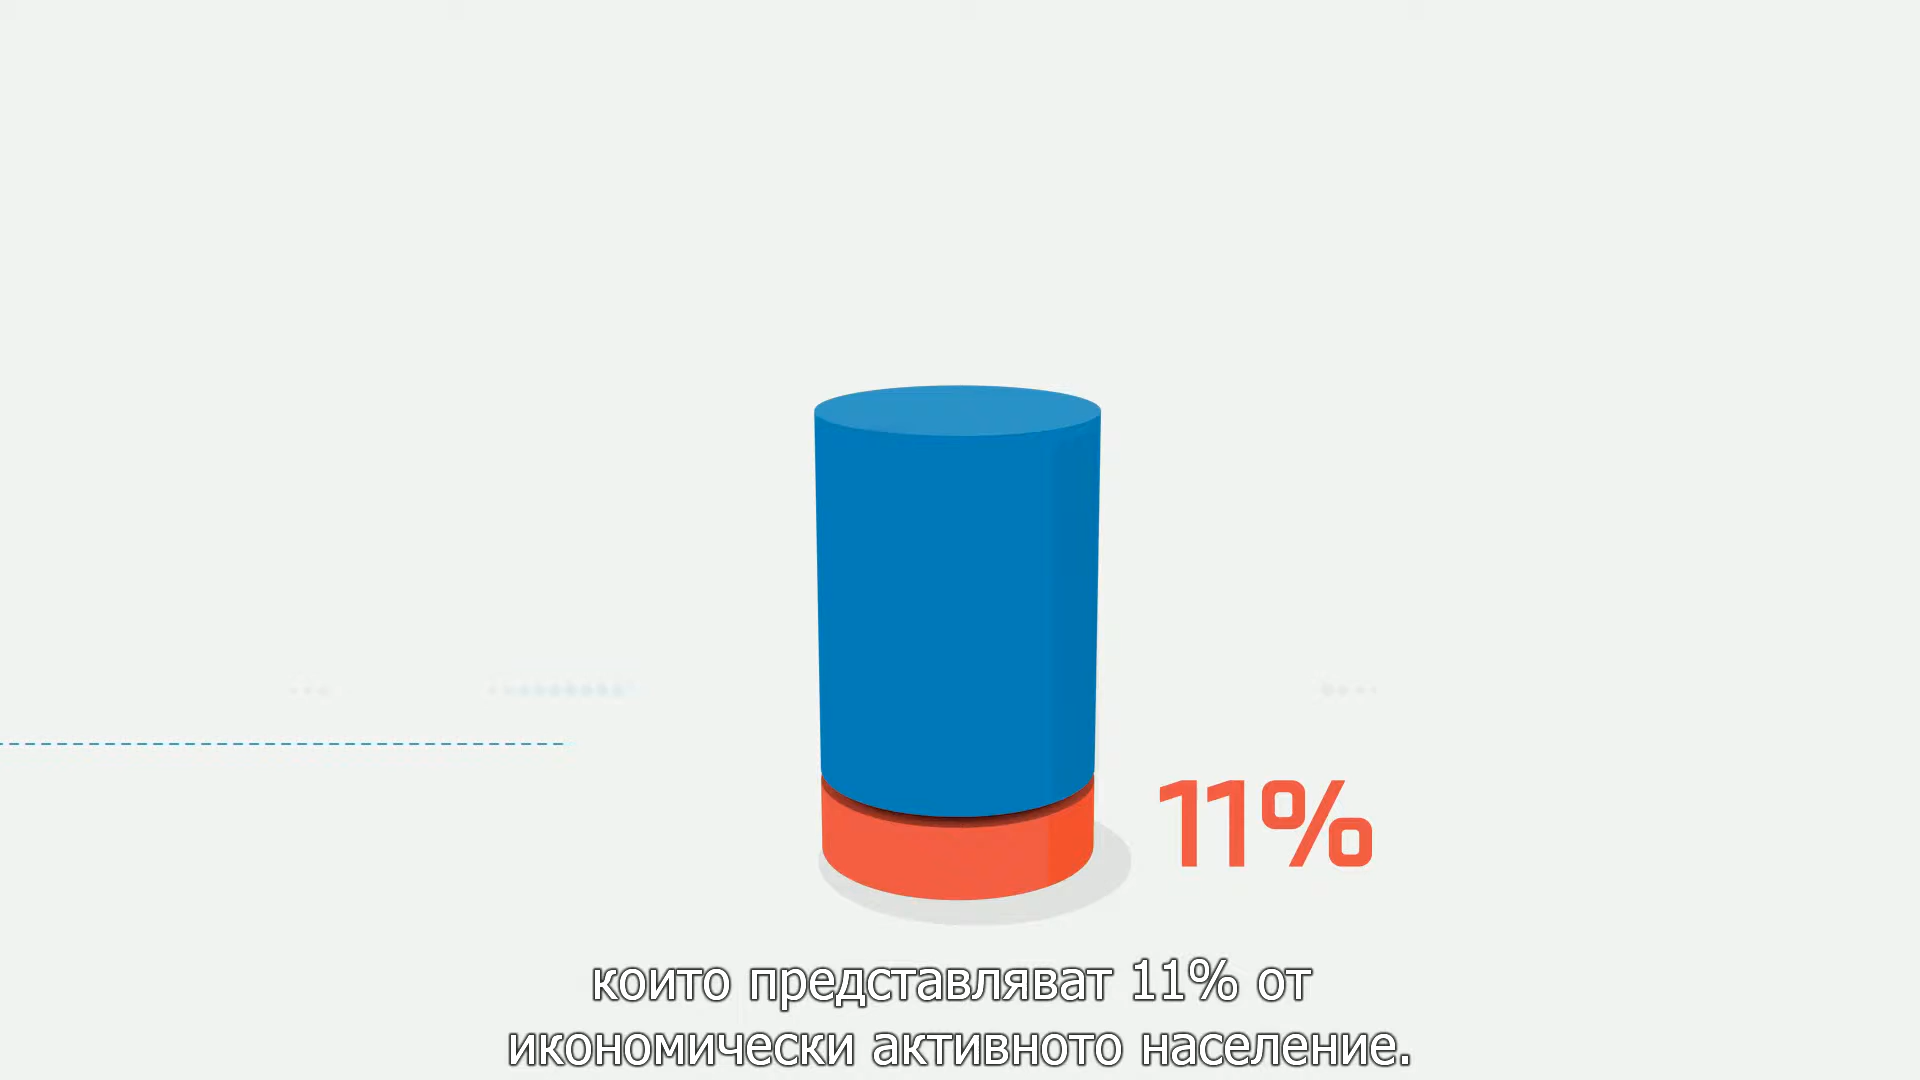 11%
които представляват 11% от
икономически активното население.